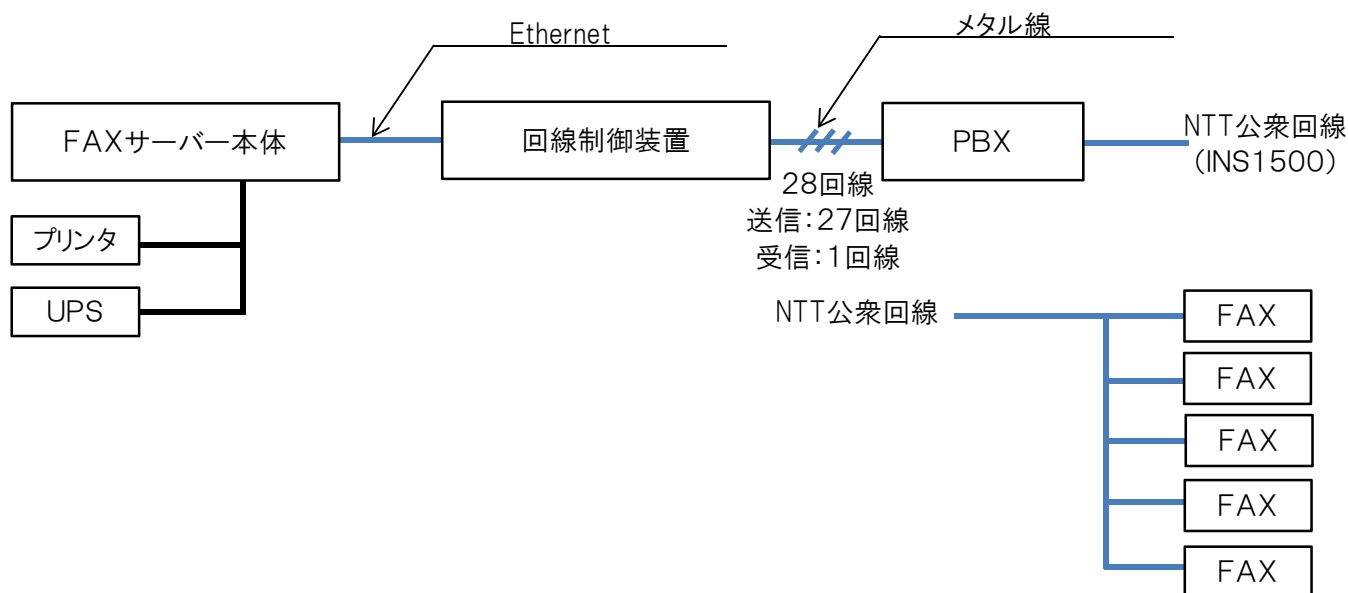 Ethernet
メタル線
FAXサーバー本体
回線制御装置
PBX
NTT公衆回線
(INS1500)
28回線
送信:27回線
受信:1回線
プリンタ
UPS
NTT公衆回線
FAX
FAX
FAX
FAX
FAX